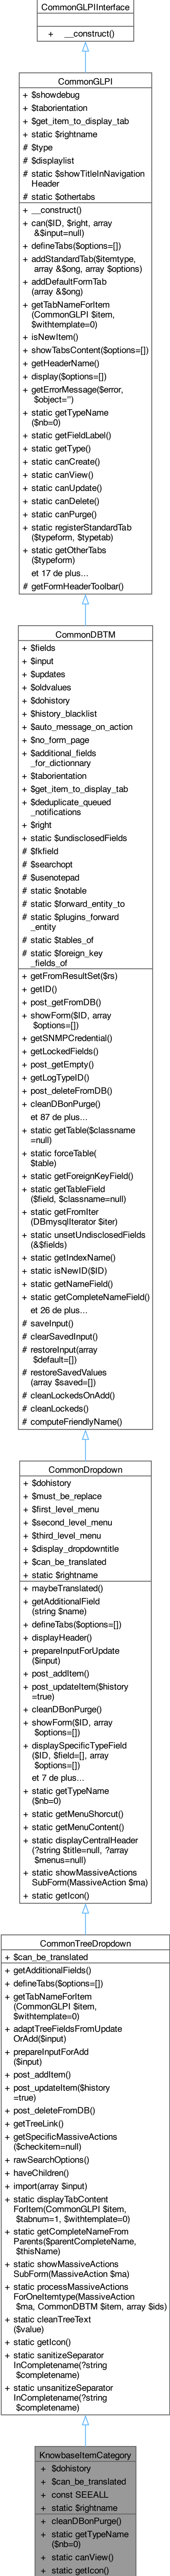 CommonGLPIInterface
+ __construct()
CommonGLPI
+ $showdebug
+ $taborientation
+ $get_item_to_display_tab
+ static $rightname
# $type
# $displaylist
# static $showTitleInNavigation
Header
# static $othertabs
+ __construct()
+ can($ID, $right, array
&$input=null)
+ defineTabs($options=[])
+ addStandardTab($itemtype,
array &$ong, array $options)
+ addDefaultFormTab
(array &$ong)
+ getTabNameForItem
(CommonGLPI $item,
$withtemplate=0)
+ isNewItem()
+ showTabsContent($options=[])
+ getHeaderName()
+ display($options=[])
+ getErrorMessage($error,
$object='')
+ static getTypeName
($nb=0)
+ static getFieldLabel()
+ static getType()
+ static canCreate()
+ static canView()
+ static canUpdate()
+ static canDelete()
+ static canPurge()
+ static registerStandardTab
($typeform, $typetab)
+ static getOtherTabs
($typeform)
et 17 de plus...
# getFormHeaderToolbar()
CommonDBTM
+ $fields
+ $input
+ $updates
+ $oldvalues
+ $dohistory
+ $history_blacklist
+ $auto_message_on_action
+ $no_form_page
+ $additional_fields
_for_dictionnary
+ $taborientation
+ $get_item_to_display_tab
+ $deduplicate_queued
_notifications
+ $right
+ static $undisclosedFields
# $fkfield
# $searchopt
# $usenotepad
# static $notable
# static $forward_entity_to
# static $plugins_forward
_entity
# static $tables_of
# static $foreign_key
_fields_of
+ getFromResultSet($rs)
+ getID()
+ post_getFromDB()
+ showForm($ID, array
$options=[])
+ getSNMPCredential()
+ getLockedFields()
+ post_getEmpty()
+ getLogTypeID()
+ post_deleteFromDB()
+ cleanDBonPurge()
et 87 de plus...
+ static getTable($classname
=null)
+ static forceTable(
$table)
+ static getForeignKeyField()
+ static getTableField
($field, $classname=null)
+ static getFromIter
(DBmysqlIterator $iter)
+ static unsetUndisclosedFields
(&$fields)
+ static getIndexName()
+ static isNewID($ID)
+ static getNameField()
+ static getCompleteNameField()
et 26 de plus...
# saveInput()
# clearSavedInput()
# restoreInput(array
$default=[])
# restoreSavedValues
(array $saved=[])
# cleanLockedsOnAdd()
# cleanLockeds()
# computeFriendlyName()
CommonDropdown
+ $dohistory
+ $must_be_replace
+ $first_level_menu
+ $second_level_menu
+ $third_level_menu
+ $display_dropdowntitle
+ $can_be_translated
+ static $rightname
+ maybeTranslated()
+ getAdditionalField
(string $name)
+ defineTabs($options=[])
+ displayHeader()
+ prepareInputForUpdate
($input)
+ post_addItem()
+ post_updateItem($history
=true)
+ cleanDBonPurge()
+ showForm($ID, array
$options=[])
+ displaySpecificTypeField
($ID, $field=[], array
$options=[])
et 7 de plus...
+ static getTypeName
($nb=0)
+ static getMenuShorcut()
+ static getMenuContent()
+ static displayCentralHeader
(?string $title=null, ?array
$menus=null)
+ static showMassiveActions
SubForm(MassiveAction $ma)
+ static getIcon()
CommonTreeDropdown
+ $can_be_translated
+ getAdditionalFields()
+ defineTabs($options=[])
+ getTabNameForItem
(CommonGLPI $item,
$withtemplate=0)
+ adaptTreeFieldsFromUpdate
OrAdd($input)
+ prepareInputForAdd
($input)
+ post_addItem()
+ post_updateItem($history
=true)
+ post_deleteFromDB()
+ getTreeLink()
+ getSpecificMassiveActions
($checkitem=null)
+ rawSearchOptions()
+ haveChildren()
+ import(array $input)
+ static displayTabContent
ForItem(CommonGLPI $item,
$tabnum=1, $withtemplate=0)
+ static getCompleteNameFrom
Parents($parentCompleteName,
$thisName)
+ static showMassiveActions
SubForm(MassiveAction $ma)
+ static processMassiveActions
ForOneItemtype(MassiveAction
$ma, CommonDBTM $item, array $ids)
+ static cleanTreeText
($value)
+ static getIcon()
+ static sanitizeSeparator
InCompletename(?string
$completename)
+ static unsanitizeSeparator
InCompletename(?string
$completename)
KnowbaseItemCategory
+ $dohistory
+ $can_be_translated
+ const SEEALL
+ static $rightname
+ cleanDBonPurge()
+ static getTypeName
($nb=0)
+ static canView()
+ static getIcon()